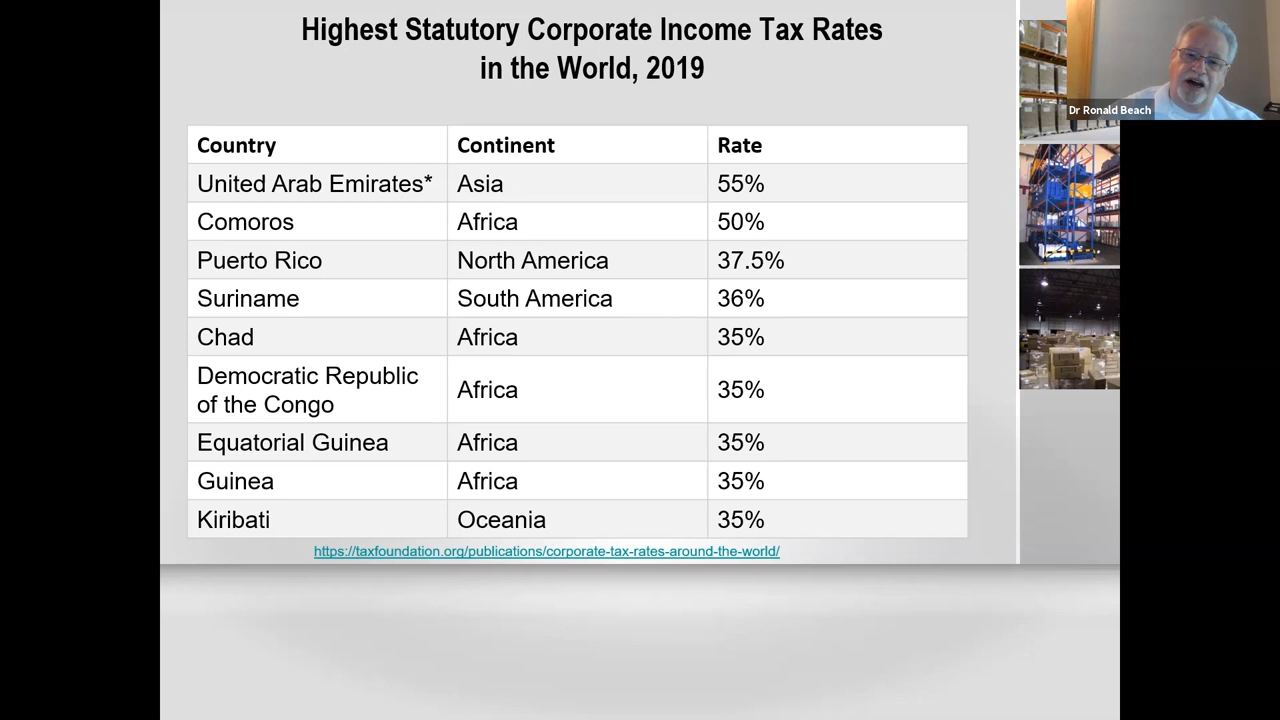 Highest Statutory Corporate Income Tax Rates
in the World, 2019
Dr Ronald Beach
Country Continent Rate
United Arab Emirates* Asia 55%
Comoros Africa 50%
Puerto Rico North America 37.5%
Suriname South America 36%
Chad Africa 35%
Democratic Republic
of the Congo Africa 35%
Equatorial Guinea Africa 35%
Guinea Africa 35%
Kiribati Oceania 35%
https://taxfoundation.org/publications/corporate-tax-rates-around-the-world/